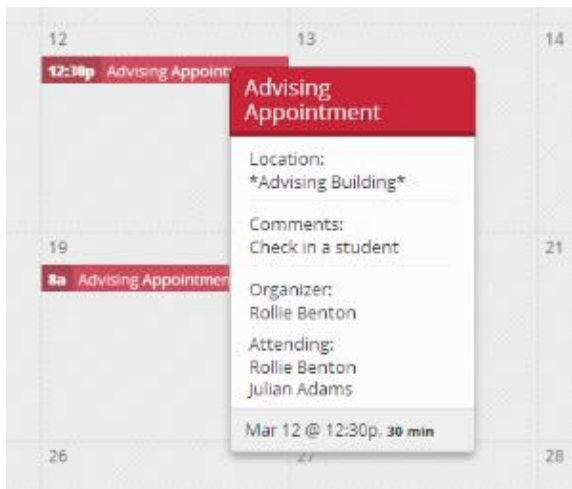 12 13 14
12:30p Advising Appoint
Advising
Appointment
Location:
*Advising Building*
Comments:
Check in a student
19 21
8a Advising Appointmen
Organizer:
Rollie Benton
Attending:
Rollie Benton
Julian Adams
Mar 12 @ 12:30p, 30 min
26 27 28